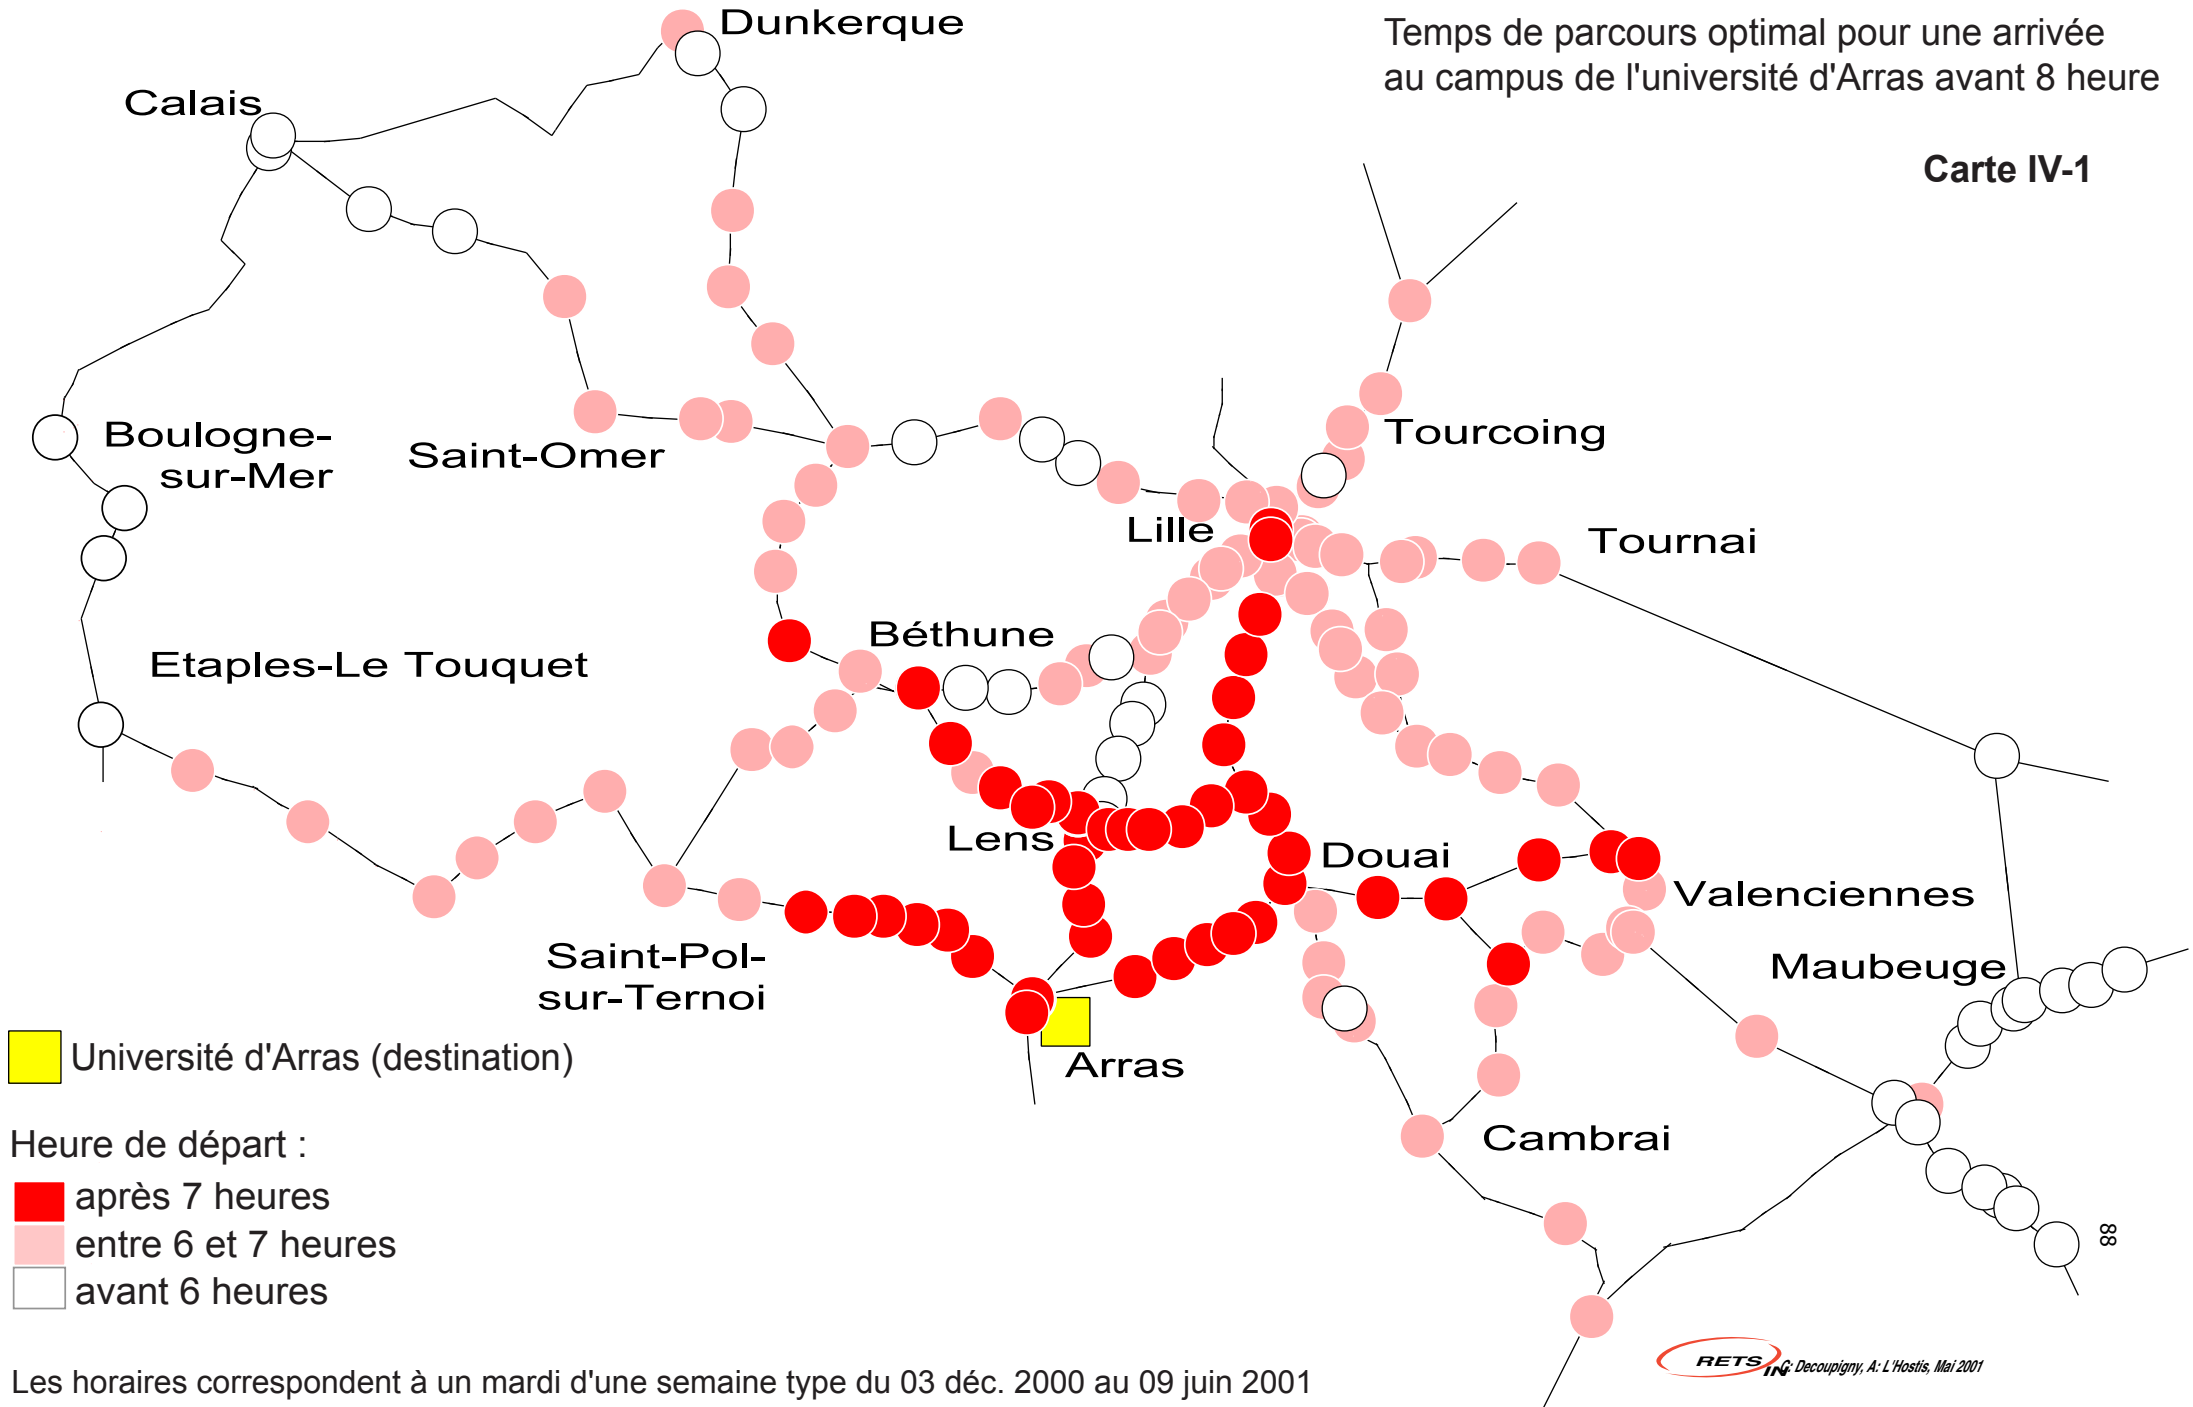 Dunkerque
Temps de parcours optimal pour une arrivée
au campus de l'université d'Arras avant 8 heure
Calais
Carte IV-1
Boulogne-
sur-Mer
Saint-Omer
Tourcoing
Lille
Tournai
Béthune
Etaples-Le Touquet
Lens
Douai
Valenciennes
Saint-Pol-
sur-Ternoi
Maubeuge
Université d'Arras (destination)
Arras
Cambrai
Heure de départ :
après 7 heures
entre 6 et 7 heures
avant 6 heures
88
RETS
IN
C: Decoupigny, A: L'Hostis, Mai 2001
Les horaires correspondent à un mardi d'une semaine type du 03 déc. 2000 au 09 juin 2001